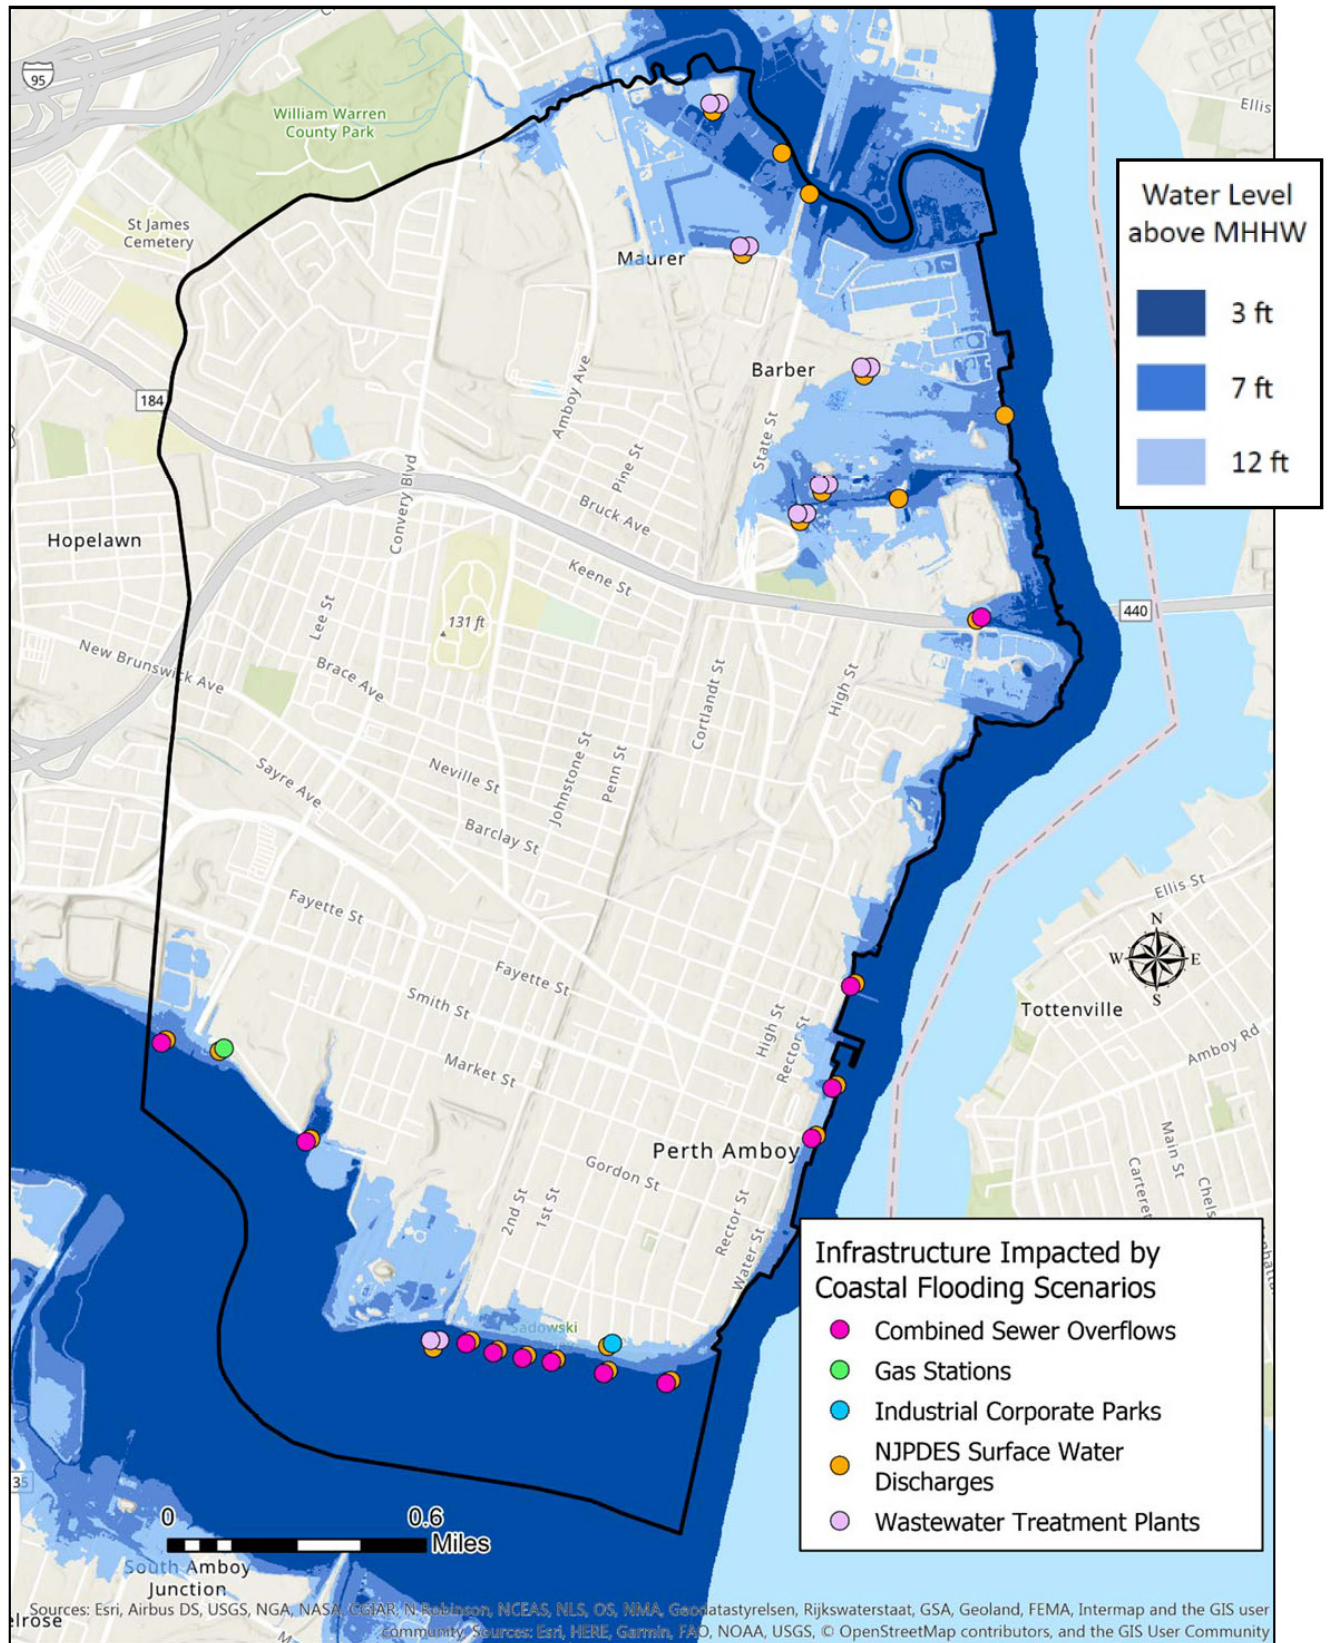 95
William Warren
County Park
Ellis
Water Level
above MHHW
3 ft
7 ft
12 ft
St James
Cemetery
Maurer
Barber
184
Amboy Ave
State St
Pine St
Convery Blvd
Bruck Ave
Hopelawn
Keene St
440
131 ft
Lee St
New Brunswick Ave
Brace Ave
Cortlandt St
High St
Neville St
Johnstone St
Penn St
Sayre Ave
Barclay St
Ellis St
Fayette St
N
W
E
S
Fayette St
Smith St
Tottenville
High St
Rector St
Amboy Rd
Market St
Perth Amboy
Main St
Gordon St
Carteret
Chels
2nd St
1st St
Rector St
Water St
Infrastructure Impacted by
Coastal Flooding Scenarios
Combined Sewer Overflows
Gas Stations
Industrial Corporate Parks
NJPDES Surface Water
Discharges
Wastewater Treatment Plants
Sadowski
35
0
0.6
Miles
South Amboy
Junction
elrose
Sources: Esri, Airbus DS, USGS, NGA, NASA, CGIAR, N Robinson, NCEAS, NLS, OS, NMA, Geodatastyrelsen, Rijkswaterstaat, GSA, Geoland, FEMA, Intermap and the GIS user
community, Sources: Esri, HERE, Garmin, FAO, NOAA, USGS, © OpenStreetMap contributors, and the GIS User Community